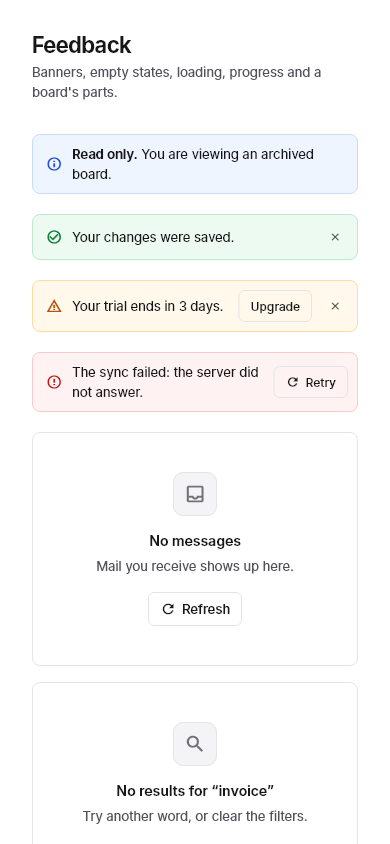 Feedback
Banners, empty states, loading, progress and a
board's parts.
Read only. You are viewing an archived
board.
Your changes were saved.
Your trial ends in 3 days.
Upgrade
The sync failed: the server did
not answer.
Retry
No messages
Mail you receive shows up here.
Refresh
No results for “invoice”
Try another word, or clear the filters.